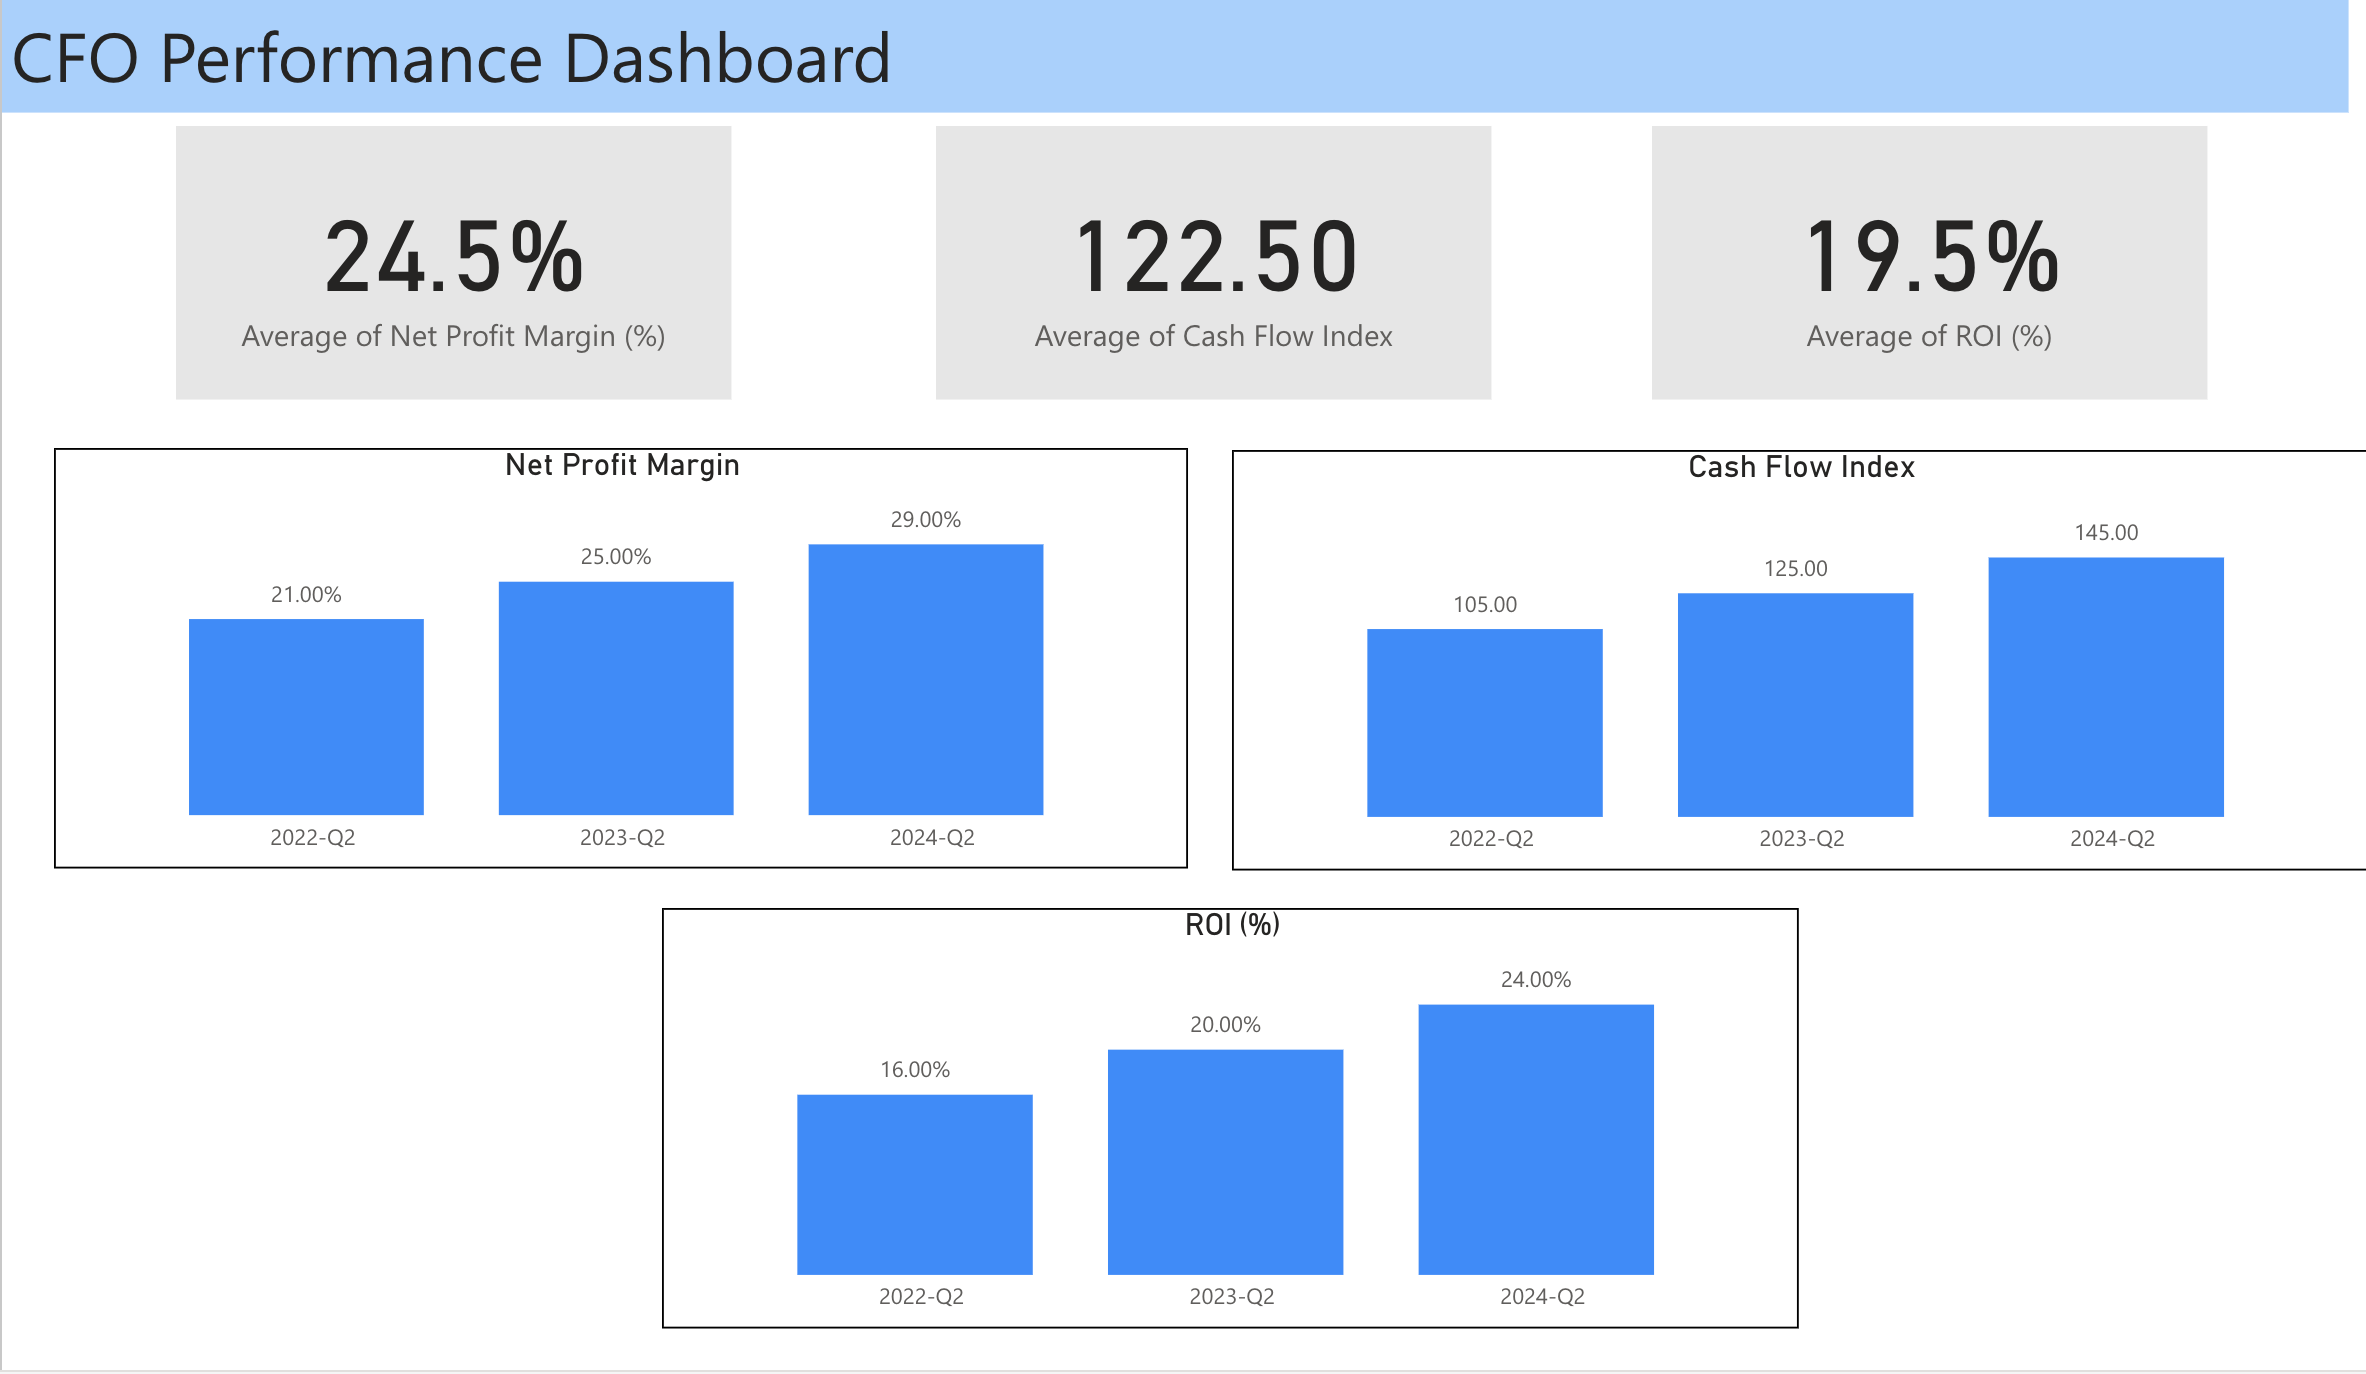 CFO Performance Dashboard
24.5%
Average of Net Profit Margin (%)
122.50
Average of Cash Flow Index
19.5%
Average of ROI (%)
Net Profit Margin
21.00%
25.00%
29.00%
2022-Q2
2023-Q2
2024-Q2
Cash Flow Index
105.00
125.00
145.00
2022-Q2
2023-Q2
2024-Q2
ROI (%)
16.00%
20.00%
24.00%
2022-Q2
2023-Q2
2024-Q2